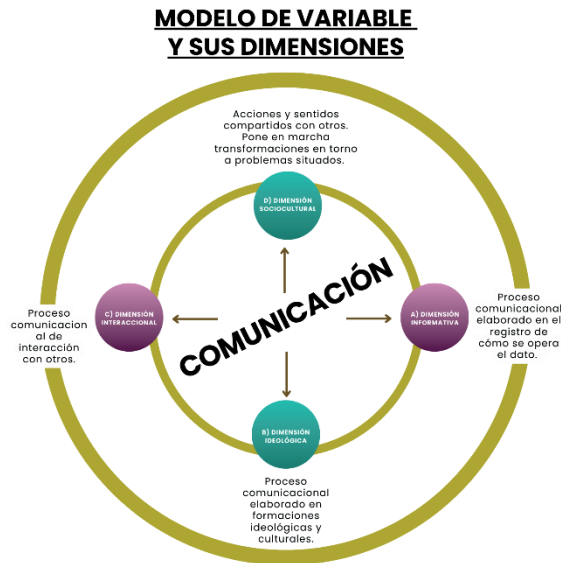 MODELO DE VARIABLE
Y SUS DIMENSIONES
Acciones y sentidos
compartidos con otros.
Pone en marcha
transformaciones en torno
a problemas situados.
D) DIMENSIÓN
SOCIOCULTURAL
COMUNICACIÓN
C) DIMENSIÓN
INTERACCIONAL
Proceso
comunicacion
al de
interacción
con otros.
A) DIMENSIÓN
INFORMATIVA
Proceso
comunicacional
elaborado en el
registro de
cómo se opera
el dato.
B) DIMENSIÓN
IDEOLÓGICA
Proceso
comunicacional
elaborado en
formaciones
ideológicas y
culturales.